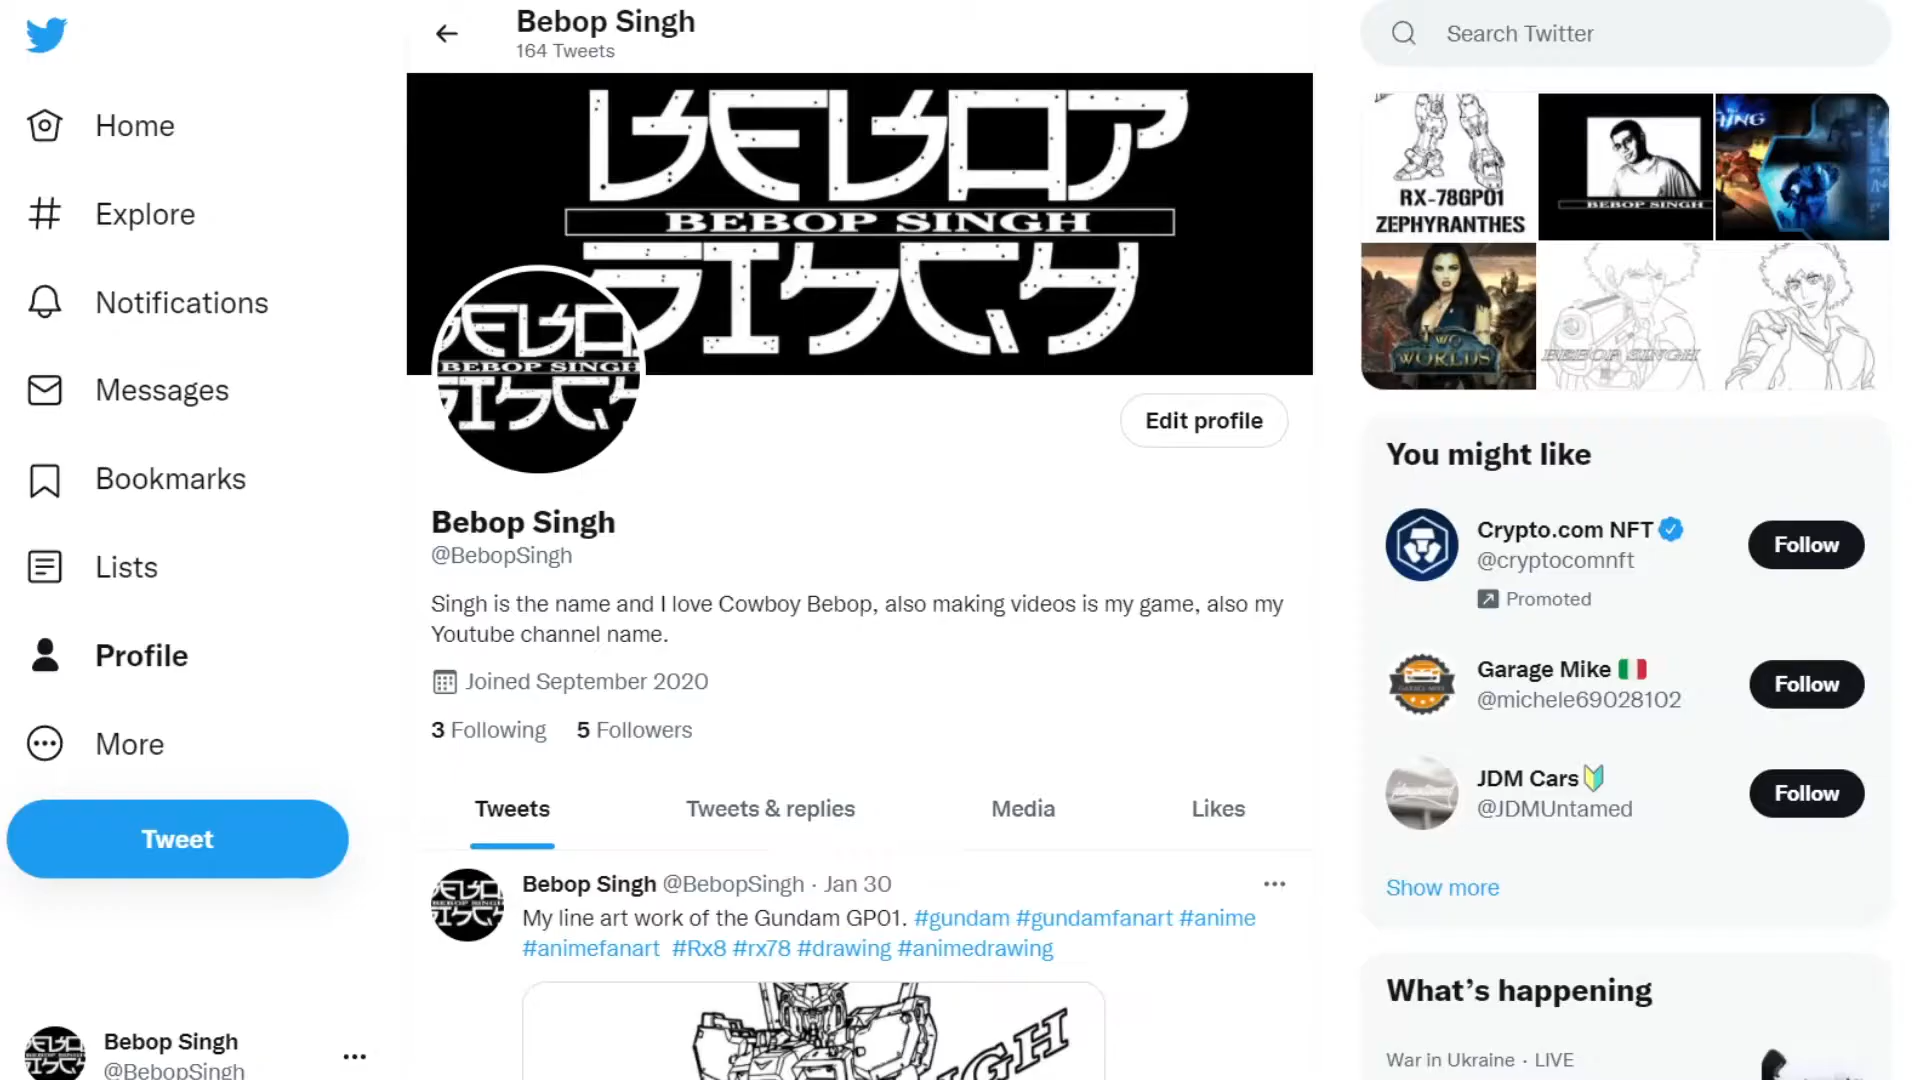 Home
Explore
Notifications
Messages
Bookmarks
Lists
Profile
More
Tweet
Bebop Singh
@BebopSingh
Bebop Singh
164 Tweets
BEBOP
BEBOP SINGH
SINGH
BEBOP SINGH
Edit profile
Bebop Singh
@BebopSingh
Singh is the name and I love Cowboy Bebop, also making videos is my game, also my
Youtube channel name.
Joined September 2020
3 Following 5 Followers
Tweets Tweets & replies Media Likes
Bebop Singh @BebopSingh · Jan 30
My line art work of the Gundam GP01. #gundam #gundamfanart #anime
#animefanart #Rx8 #rx78 #drawing #animedrawing
Search Twitter
RX-78GP01
ZEPHYRANTHES
BEBOP SINGH
TWO
WORLDS
BEBOP SINGH
You might like
Crypto.com NFT
@cryptocomnft
Promoted
Follow
Garage Mike
@michele69028102
Follow
JDM Cars
@JDMUntamed
Follow
Show more
What's happening
War in Ukraine · LIVE